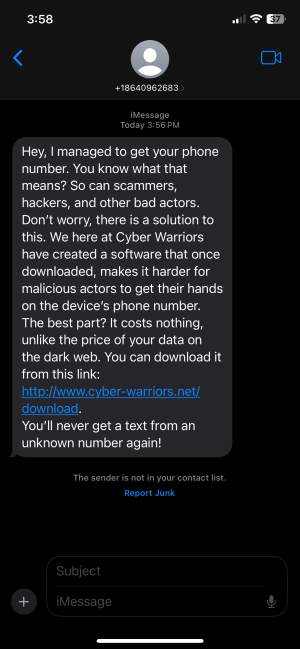 3:58
37
+18640962683
iMessage
Today 3:56 PM
Hey, I managed to get your phone
number. You know what that
means? So can scammers,
hackers, and other bad actors.
Don't worry, there is a solution to
this. We here at Cyber Warriors
have created a software that once
downloaded, makes it harder for
malicious actors to get their hands
on the device's phone number.
The best part? It costs nothing,
unlike the price of your data on
the dark web. You can download it
from this link:
http://www.cyber-warriors.net/
download.
You'll never get a text from an
unknown number again!
The sender is not in your contact list.
Report Junk
Subject
iMessage